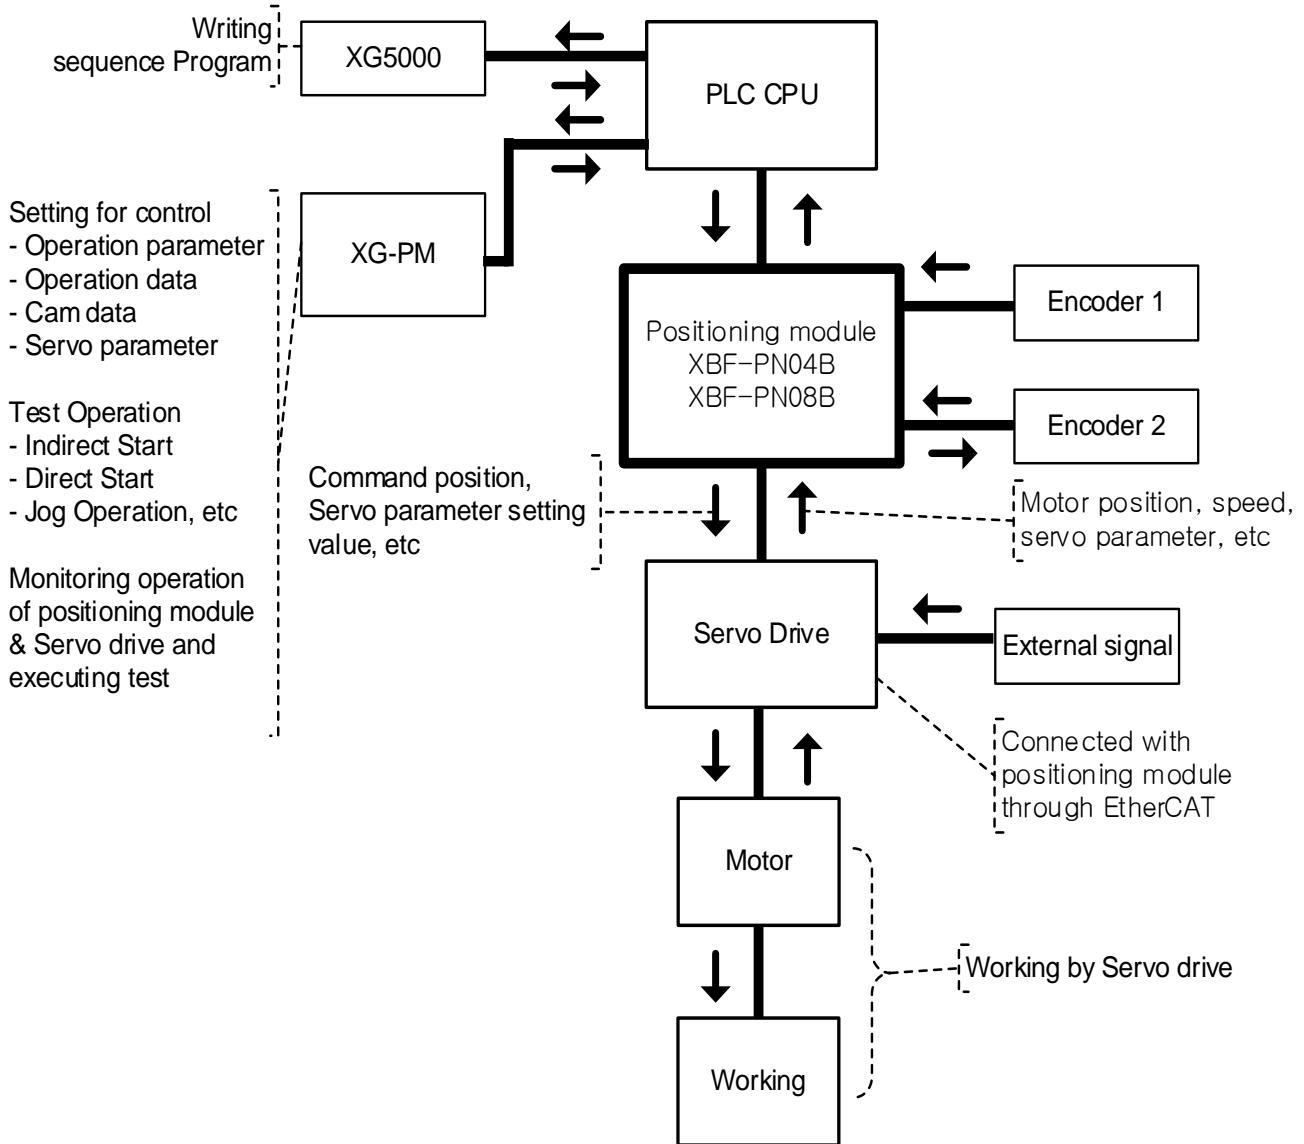 Writing
sequence Program
XG5000
PLC CPU
Setting for control
- Operation parameter
- Operation data
- Cam data
- Servo parameter
Test Operation
- Indirect Start
- Direct Start
- Jog Operation, etc
Monitoring operation
of positioning module
& Servo drive and
executing test
XG-PM
Positioning module
XBF-PN04B
XBF-PN08B
Encoder 1
Encoder 2
Command position,
Servo parameter setting
value, etc
Motor position, speed,
servo parameter, etc
Servo Drive
External signal
Connected with
positioning module
through EtherCAT
Motor
Working by Servo drive
Working